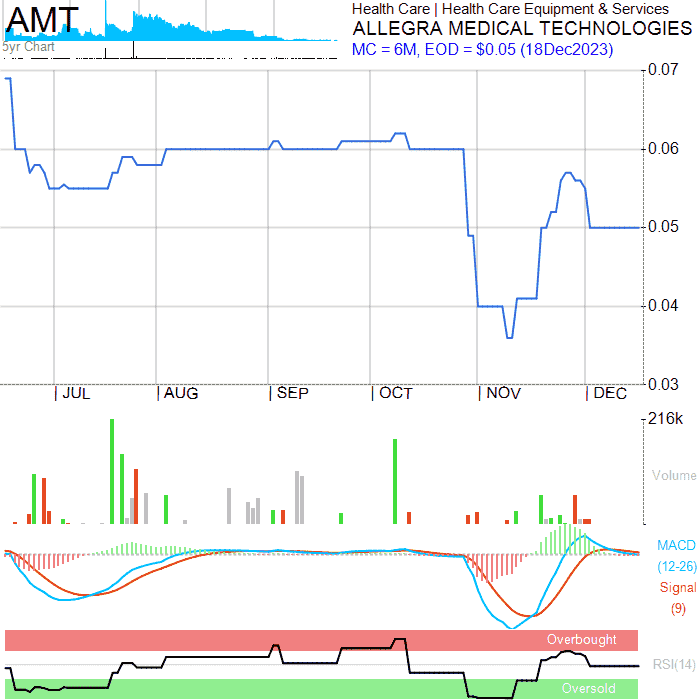 AMT
5yr Chart
Health Care | Health Care Equipment & Services
ALLEGRA MEDICAL TECHNOLOGIES
MC = 6M, EOD = $0.05 (18Dec2023)
0.07
0.06
0.05
0.04
0.03
JUL AUG SEP OCT NOV DEC
216k
Volume
MACD
(12-26)
Signal
(9)
Overbought
RSI(14)
Oversold